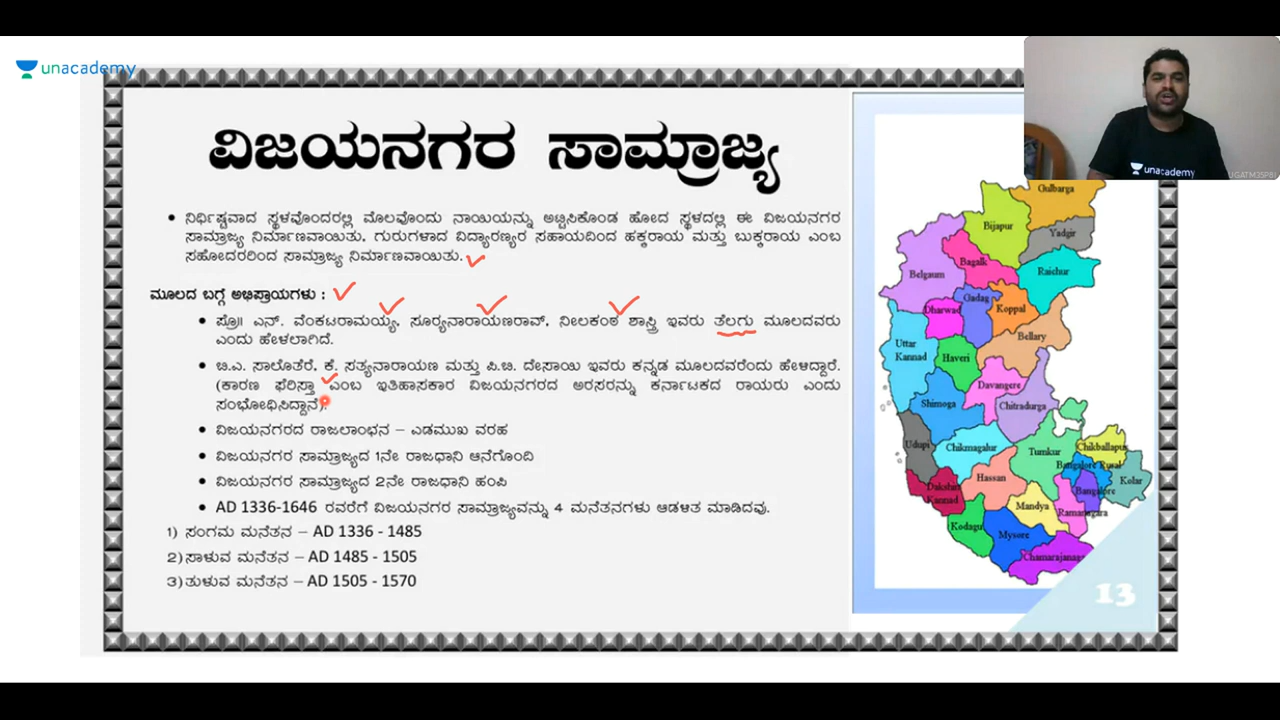 unacademy
unacademy
ವಿಜಯನಗರ ಸಾಮ್ರಾಜ್ಯ
• ನಿರ್ಧಿಷ್ಟವಾದ ಸ್ಥಳವೊಂದರಲ್ಲಿ ಮೊಲವೊಂದು ನಾಯಿಯನ್ನು ಅಟ್ಟಿಸಿಕೊಂಡ ಹೋದ ಸ್ಥಳದಲ್ಲಿ ಈ ವಿಜಯನಗರ
ಸಾಮ್ರಾಜ್ಯ ನಿರ್ಮಾಣವಾಯಿತು. ಗುರುಗಳಾದ ವಿದ್ಯಾರಣ್ಯರ ಸಹಾಯದಿಂದ ಹಕ್ಕರಾಯ ಮತ್ತು ಬುಕ್ಕರಾಯ ಎಂಬ
ಸಹೋದರರಿಂದ ಸಾಮ್ರಾಜ್ಯ ನಿರ್ಮಾಣವಾಯಿತು.
ಮೂಲದ ಬಗ್ಗೆ ಅಭಿಪ್ರಾಯಗಳು :
• ಪ್ರೊ॥ ಎನ್. ವೆಂಕಟರಾಮಯ್ಯ, ಸೂರ್‍ಯನಾರಾಯಣರಾವ್, ನೀಲಕಂಠ ಶಾಸ್ತ್ರಿ ಇವರು ತೆಲಗು ಮೂಲದವರು
ಎಂದು ಹೇಳಲಾಗಿದೆ.
• ಬಿ.ಎ. ಸಾಲೊತೆರೆ, ಕೆ. ಸತ್ಯನಾರಾಯಣ ಮತ್ತು ಪಿ.ಬಿ. ದೇಸಾಯಿ ಇವರು ಕನ್ನಡ ಮೂಲದವರೆಂದು ಹೇಳಿದ್ದಾರೆ.
(ಕಾರಣ ಫೆರಿಸ್ತಾ ಎಂಬ ಇತಿಹಾಸಕಾರ ವಿಜಯನಗರದ ಅರಸರನ್ನು ಕರ್ನಾಟಕದ ರಾಯರು ಎಂದು
ಸಂಭೋಧಿಸಿದ್ದಾನೆ).
• ವಿಜಯನಗರದ ರಾಜಲಾಂಛನ – ಎಡಮುಖ ವರಹ
• ವಿಜಯನಗರ ಸಾಮ್ರಾಜ್ಯದ 1ನೇ ರಾಜಧಾನಿ ಆನೆಗೊಂದಿ
• ವಿಜಯನಗರ ಸಾಮ್ರಾಜ್ಯದ 2ನೇ ರಾಜಧಾನಿ ಹಂಪಿ
• AD 1336-1646 ರವರೆಗೆ ವಿಜಯನಗರ ಸಾಮ್ರಾಜ್ಯವನ್ನು 4 ಮನೆತನಗಳು ಆಡಳಿತ ಮಾಡಿದವು.
1) ಸಂಗಮ ಮನೆತನ – AD 1336 - 1485
2) ಸಾಳುವ ಮನೆತನ – AD 1485 - 1505
3) ತುಳುವ ಮನೆತನ – AD 1505 - 1570
Gulbarga
Bijapur
Yadgir
Bagalk
Belgaum
Raichur
Gadag
Koppal
Dharwad
Bellary
Uttar
Kannad
Haveri
Davangere
Shimoga
Chitradurga
Udupi
Chikmagalur
Tumkur
Chikballapur
Bangalore Rural
Hassan
Kolar
Dakshin
Kannad
Bangalore
Mandya
Ramanagara
Kodagu
Mysore
Chamarajanaga
13